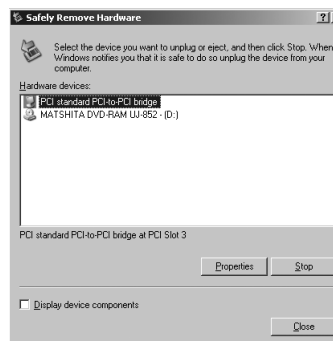 Safely Remove Hardware
?
Select the device you want to unplug or eject, and then click Stop. When
Windows notifies you that it is safe to do so unplug the device from your
computer.
Hardware devices:
PCI standard PCI-to-PCI bridge
MATSHITA DVD-RAM UJ-852 - (D:)
PCI standard PCI-to-PCI bridge at PCI Slot 3
Properties
Stop
Display device components
Close